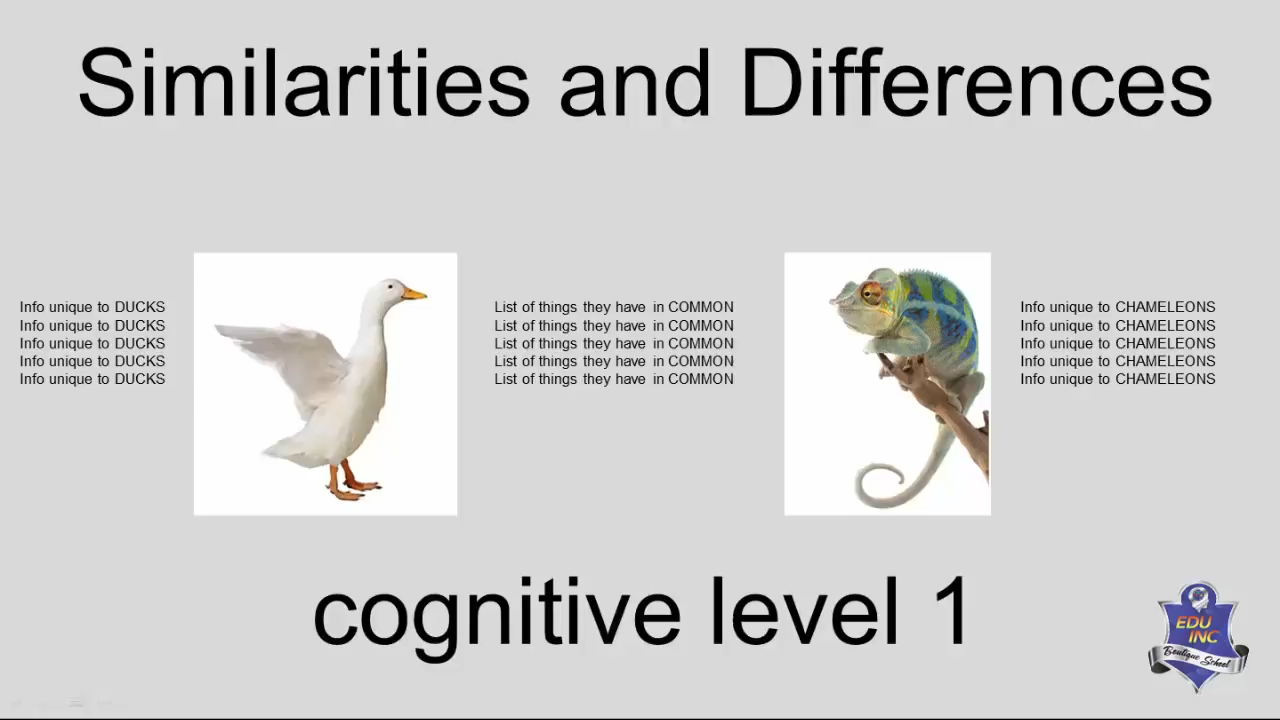 Similarities and Differences
Info unique to DUCKS
Info unique to DUCKS
Info unique to DUCKS
Info unique to DUCKS
Info unique to DUCKS
List of things they have in COMMON
List of things they have in COMMON
List of things they have in COMMON
List of things they have in COMMON
List of things they have in COMMON
Info unique to CHAMELEONS
Info unique to CHAMELEONS
Info unique to CHAMELEONS
Info unique to CHAMELEONS
Info unique to CHAMELEONS
cognitive level 1
EDU
INC
Boutique School